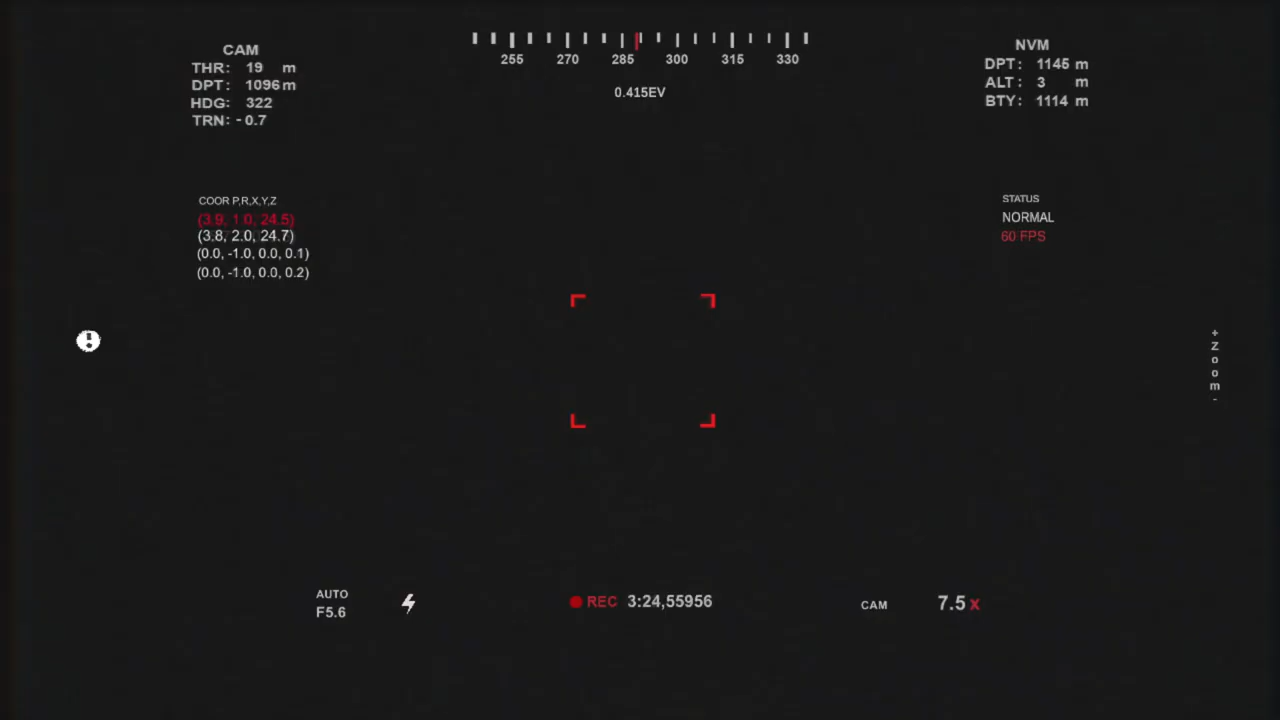 CAM
THR: 19 m
DPT: 1096 m
HDG: 322
TRN: - 0.7
255 270 285 300 315 330
0.415EV
NVM
DPT: 1145 m
ALT: 3 m
BTY: 1114 m
COOR P,R,X,Y,Z
(3.9, 1.0, 24.5)
(3.8, 2.0, 24.7)
(0.0, -1.0, 0.0, 0.1)
(0.0, -1.0, 0.0, 0.2)
STATUS
NORMAL
60 FPS
+
Zoom
-
AUTO
F5.6
REC 3:24,55956
CAM 7.5 x